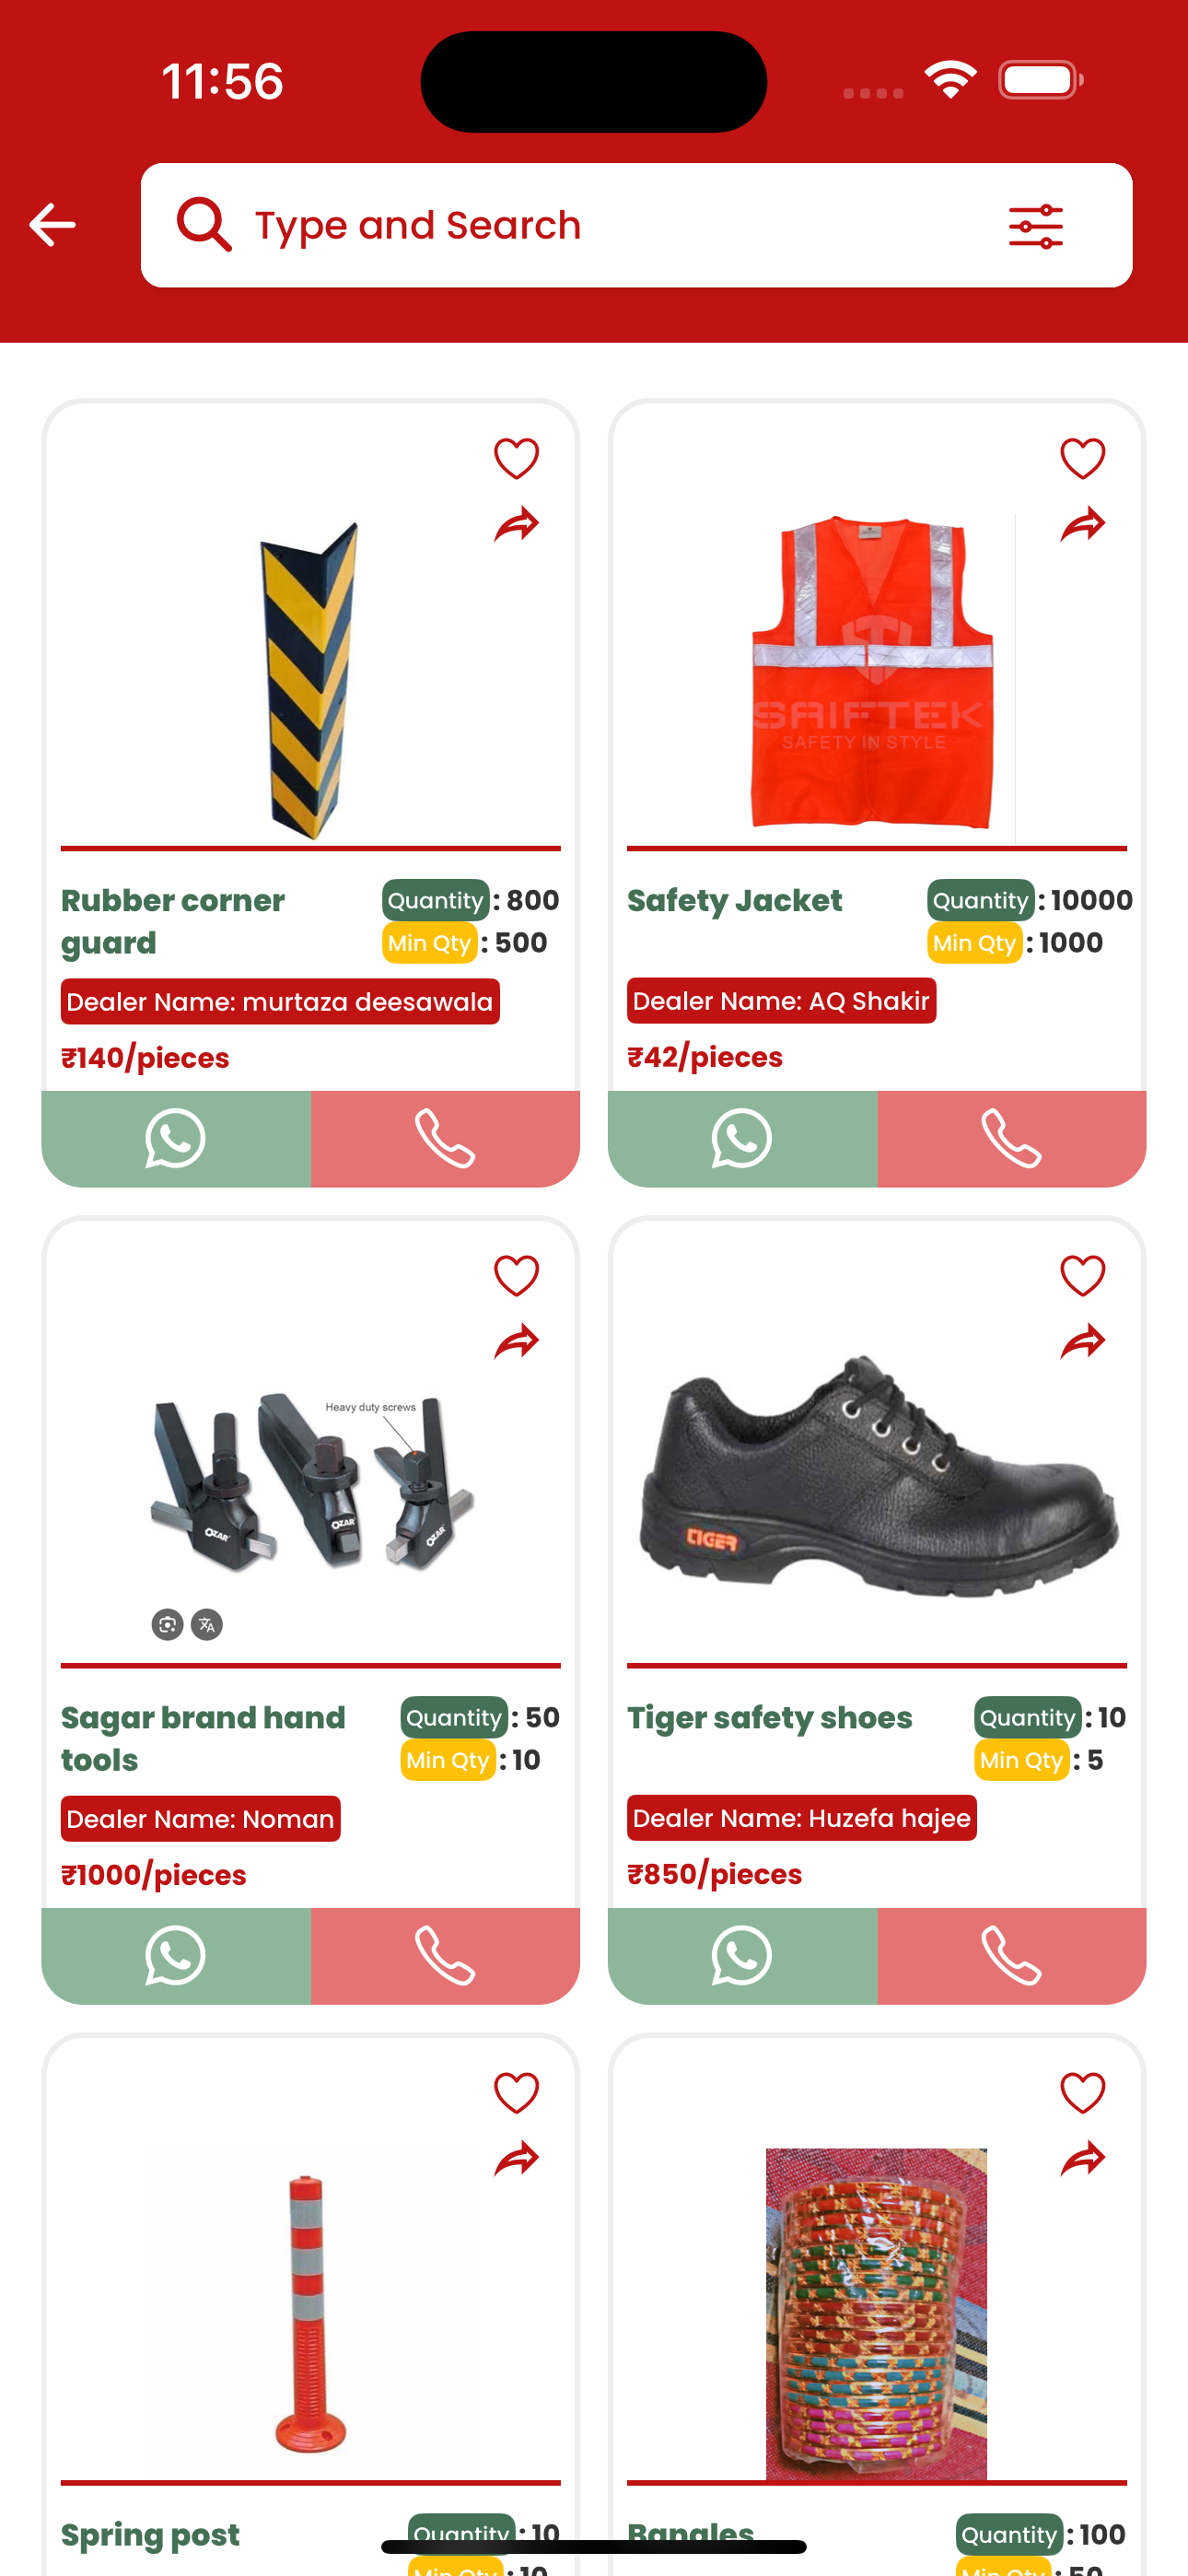 11:56
Type and Search
SAIFTEK
SAFETY IN STYLE
Rubber corner
guard
Quantity : 800
Min Qty : 500
Dealer Name: murtaza deesawala
₹140/pieces
Safety Jacket
Quantity : 10000
Min Qty : 1000
Dealer Name: AQ Shakir
₹42/pieces
Heavy duty screws
OZAR
OZAR
OZAR
TIGER
Sagar brand hand
tools
Quantity : 50
Min Qty : 10
Dealer Name: Noman
₹1000/pieces
Tiger safety shoes
Quantity : 10
Min Qty : 5
Dealer Name: Huzefa hajee
₹850/pieces
Spring post
Quantity : 10
Min Qty : 10
Bangles
Quantity : 100
Min Qty : 50